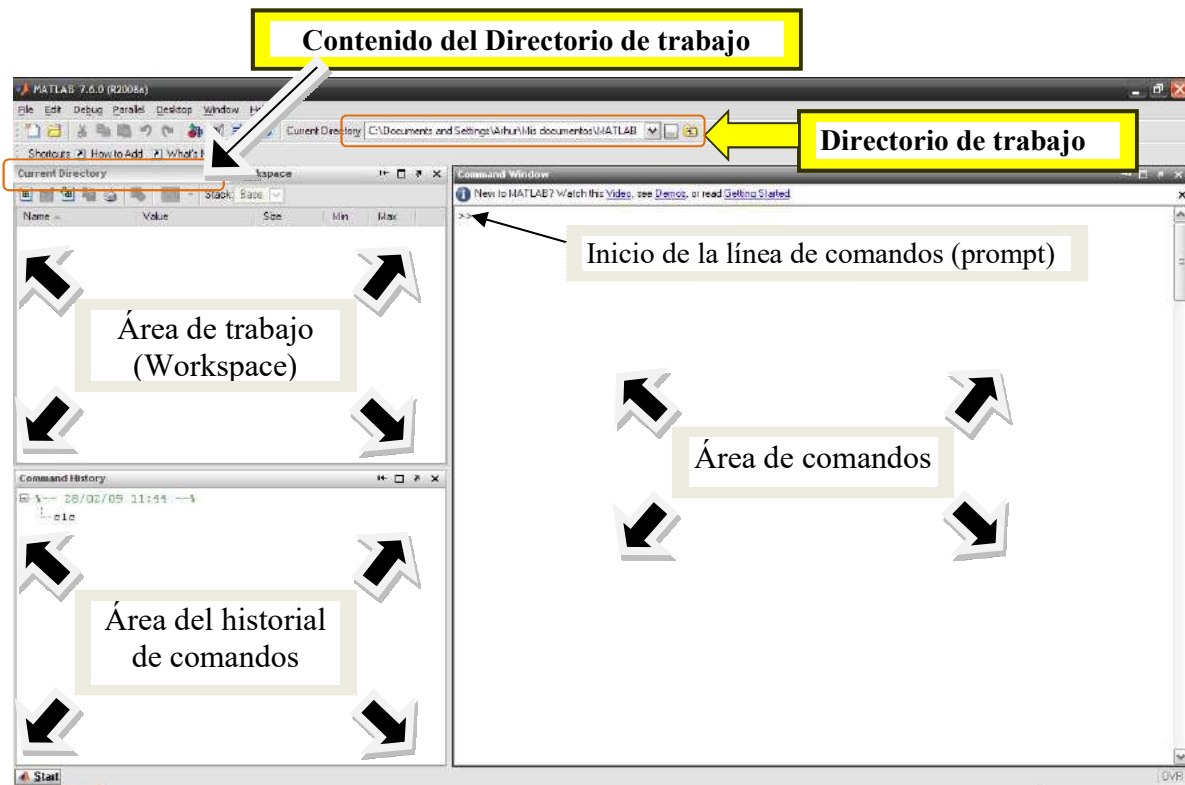 Contenido del Directorio de trabajo
MATLAB 7.6.0 (R2008a)
File Edit Debug Parallel Desktop Window
Current Directory C:\Documents and Settings\Arhur\Mis documentos\MATLAB
Directorio de trabajo
Shortcuts How to Add What's
Current Directory
Command Window
Stack: Base
New to MATLAB? Watch this Video, see Demos, or read Getting Started.
Name Value Size Min Max
>>
Inicio de la línea de comandos (prompt)
Área de trabajo
(Workspace)
Área de comandos
Command History
%-- 28/02/09 11:44 --%
clc
Área del historial
de comandos
Start
OVR